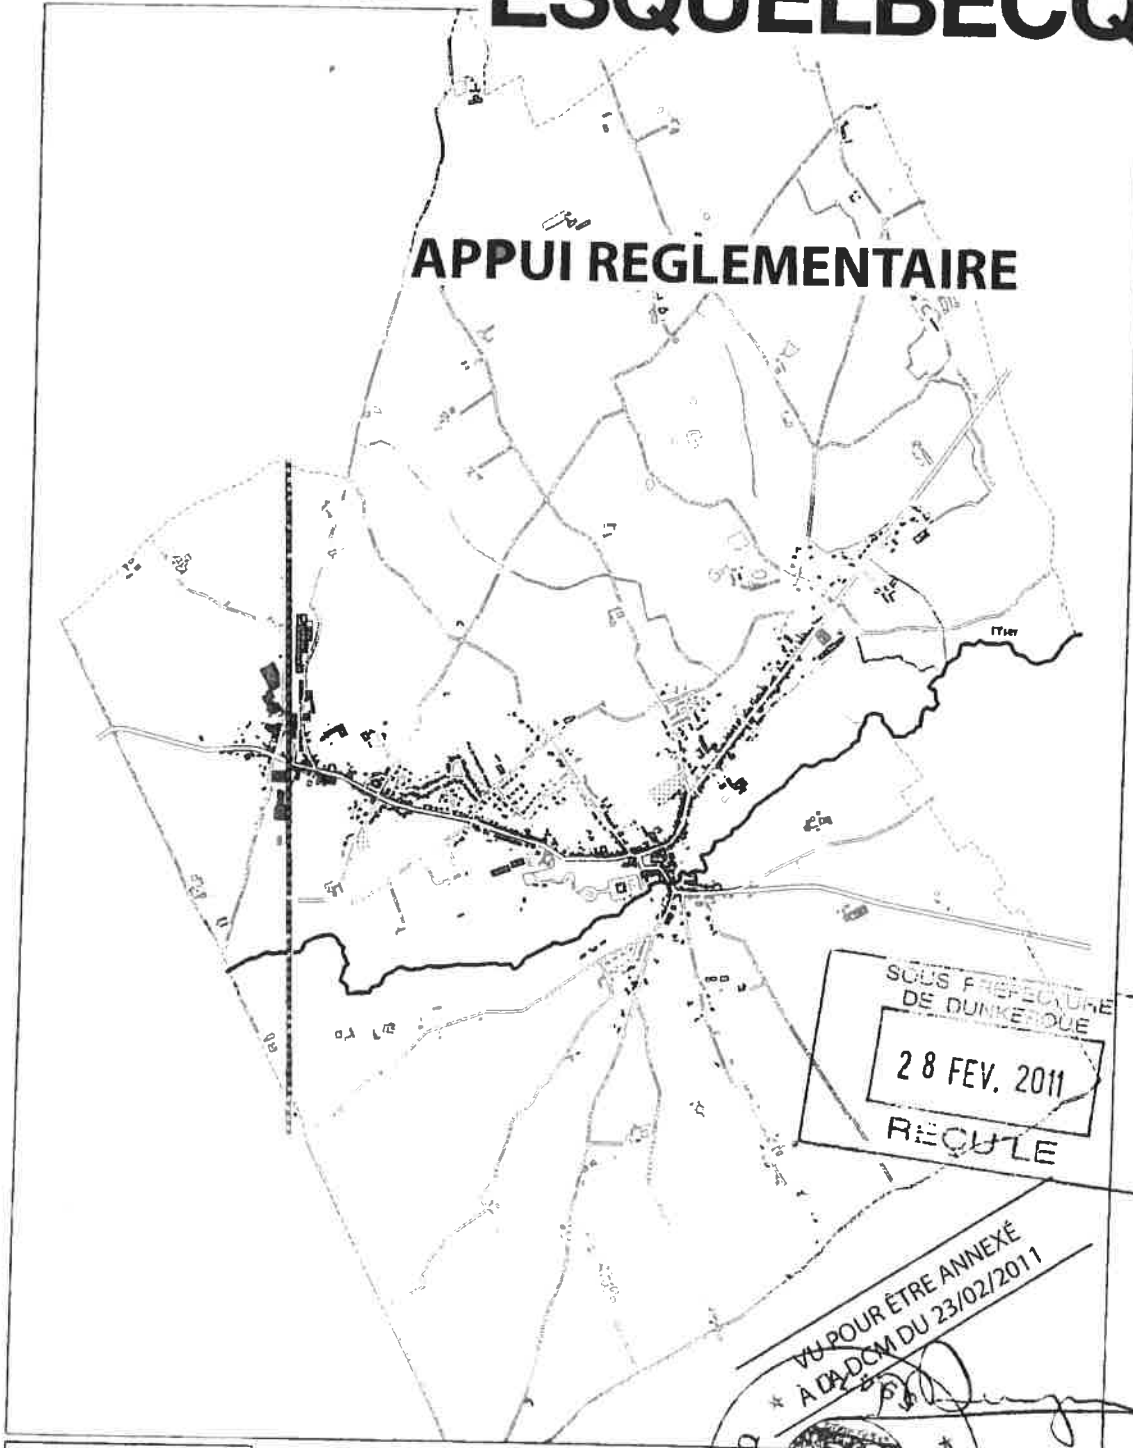 ESQUELBECQ
APPUI REGLEMENTAIRE
SOUS PREFECTURE
DE DUNKERQUE
28 FEV. 2011
REÇU LE
VU POUR ÊTRE ANNEXÉ
À LA DCM DU 23/02/2011